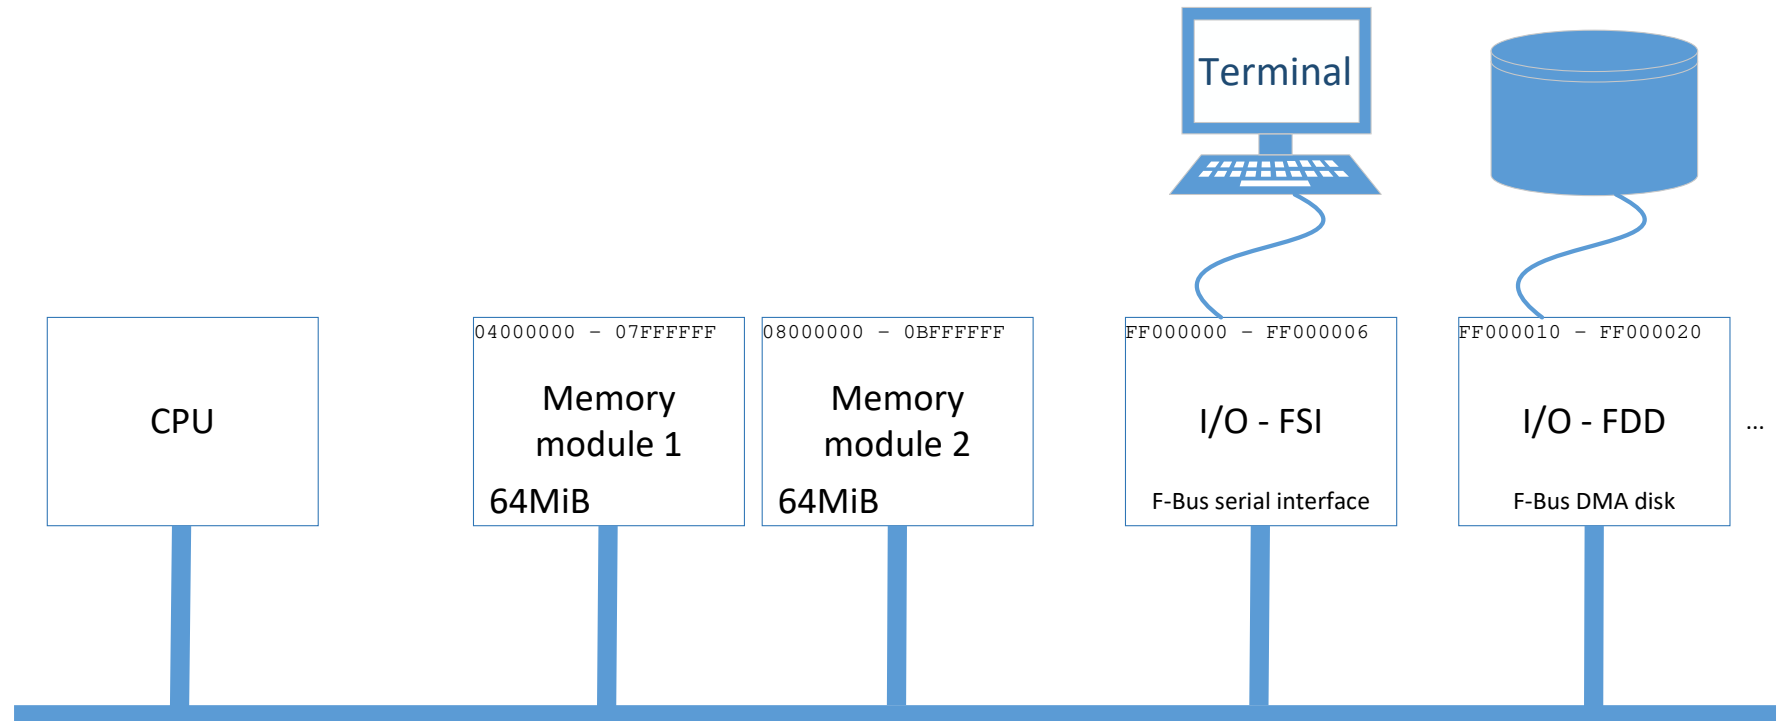 Terminal
CPU
04000000 – 07FFFFFF
Memory
module 1
64MiB
08000000 – 0BFFFFFF
Memory
module 2
64MiB
FF000000 – FF000006
I/O - FSI
F-Bus serial interface
FF000010 – FF000020
I/O - FDD
F-Bus DMA disk
...